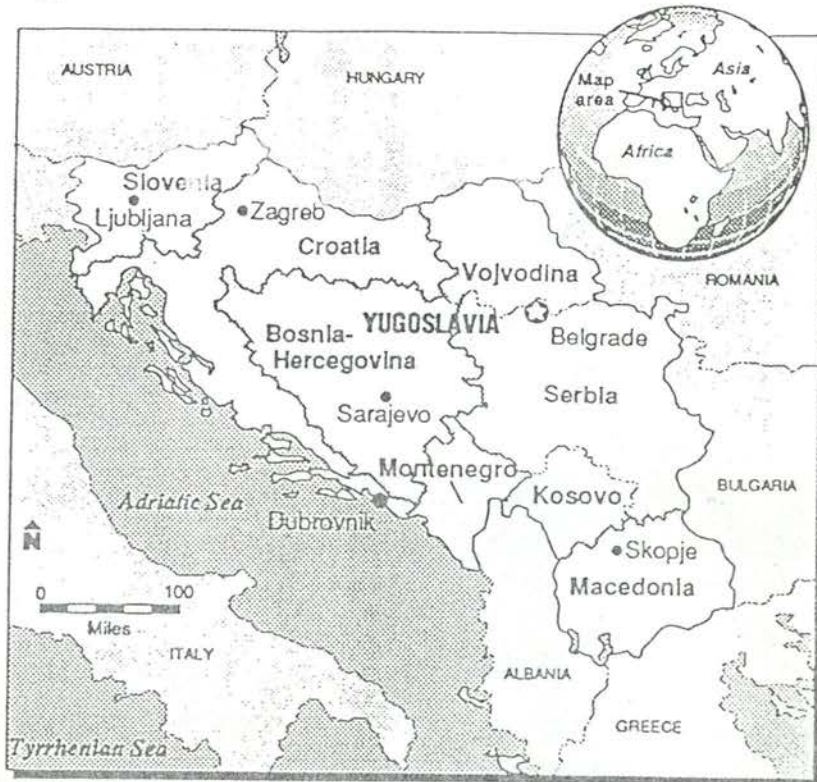 AUSTRIA
HUNGARY
Asia
Map
area
Africa
Slovenia
Ljubljana
Zagreb
Croatia
Vojvodina
ROMANIA
YUGOSLAVIA
Bosnia-
Hercegovina
Belgrade
Serbia
Sarajevo
Montenegro
Kosovo
BULGARIA
Adriatic Sea
Dubrovnik
N
Skopje
0 100
Macedonia
Miles
ITALY
ALBANIA
GREECE
Tyrrhenian Sea